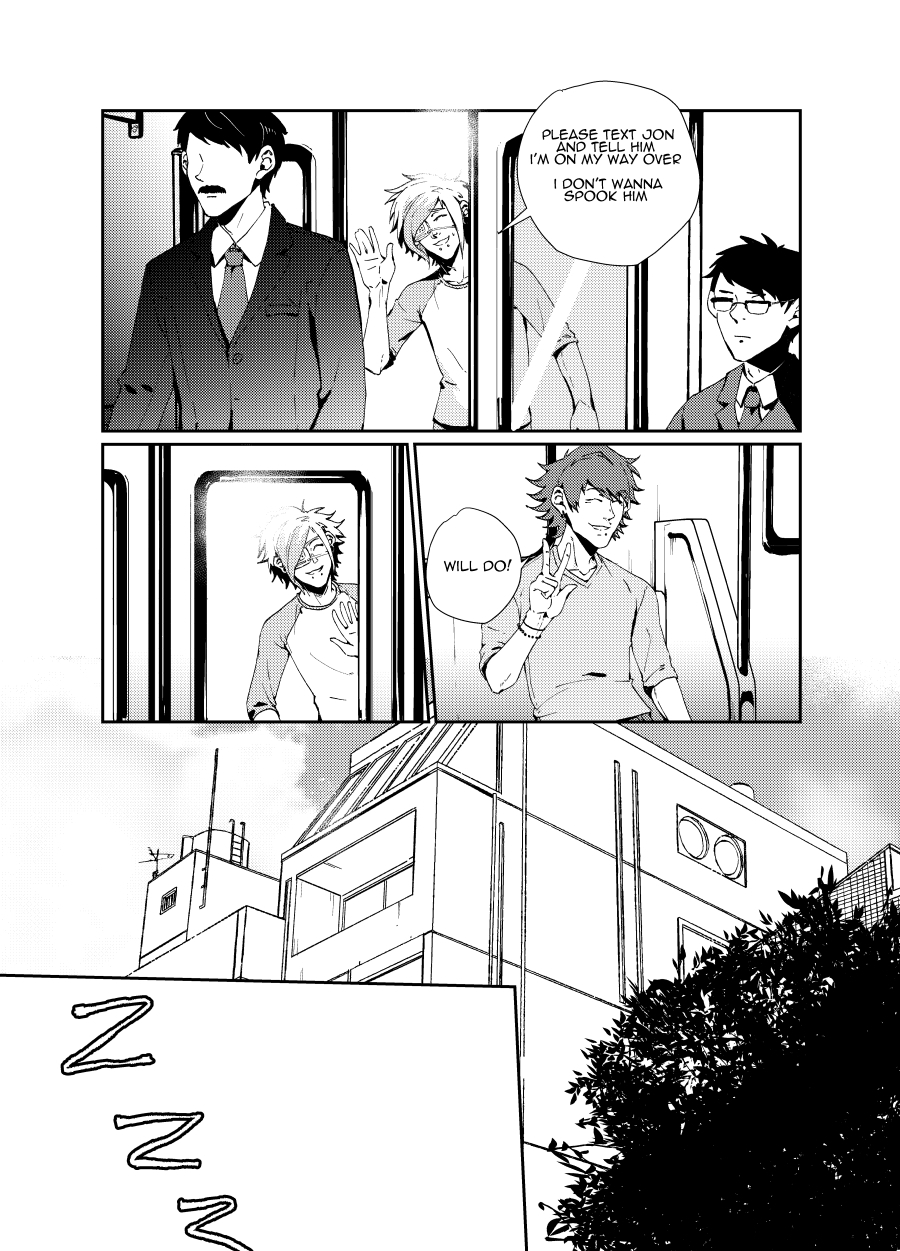 PLEASE TEXT JON
AND TELL HIM
I'M ON MY WAY OVER
I DON'T WANNA
SPOOK HIM
WILL DO!
Z
Z
Z